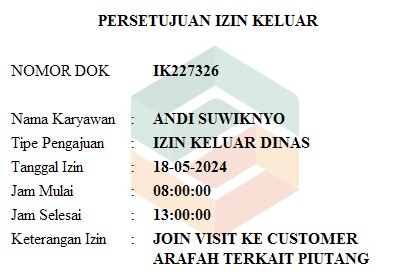 PERSETUJUAN IZIN KELUAR
NOMOR DOK IK227326
Nama Karyawan : ANDI SUWIKNYO
Tipe Pengajuan : IZIN KELUAR DINAS
Tanggal Izin : 18-05-2024
Jam Mulai : 08:00:00
Jam Selesai : 13:00:00
Keterangan Izin : JOIN VISIT KE CUSTOMER
ARAFAH TERKAIT PIUTANG